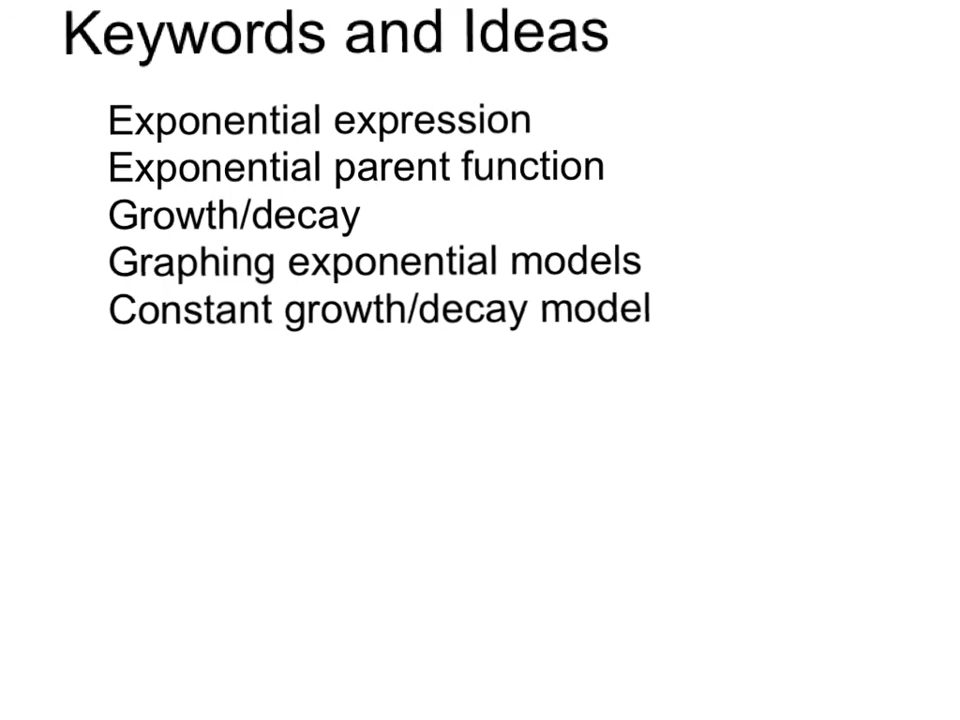 Keywords and Ideas
Exponential expression
Exponential parent function
Growth/decay
Graphing exponential models
Constant growth/decay model